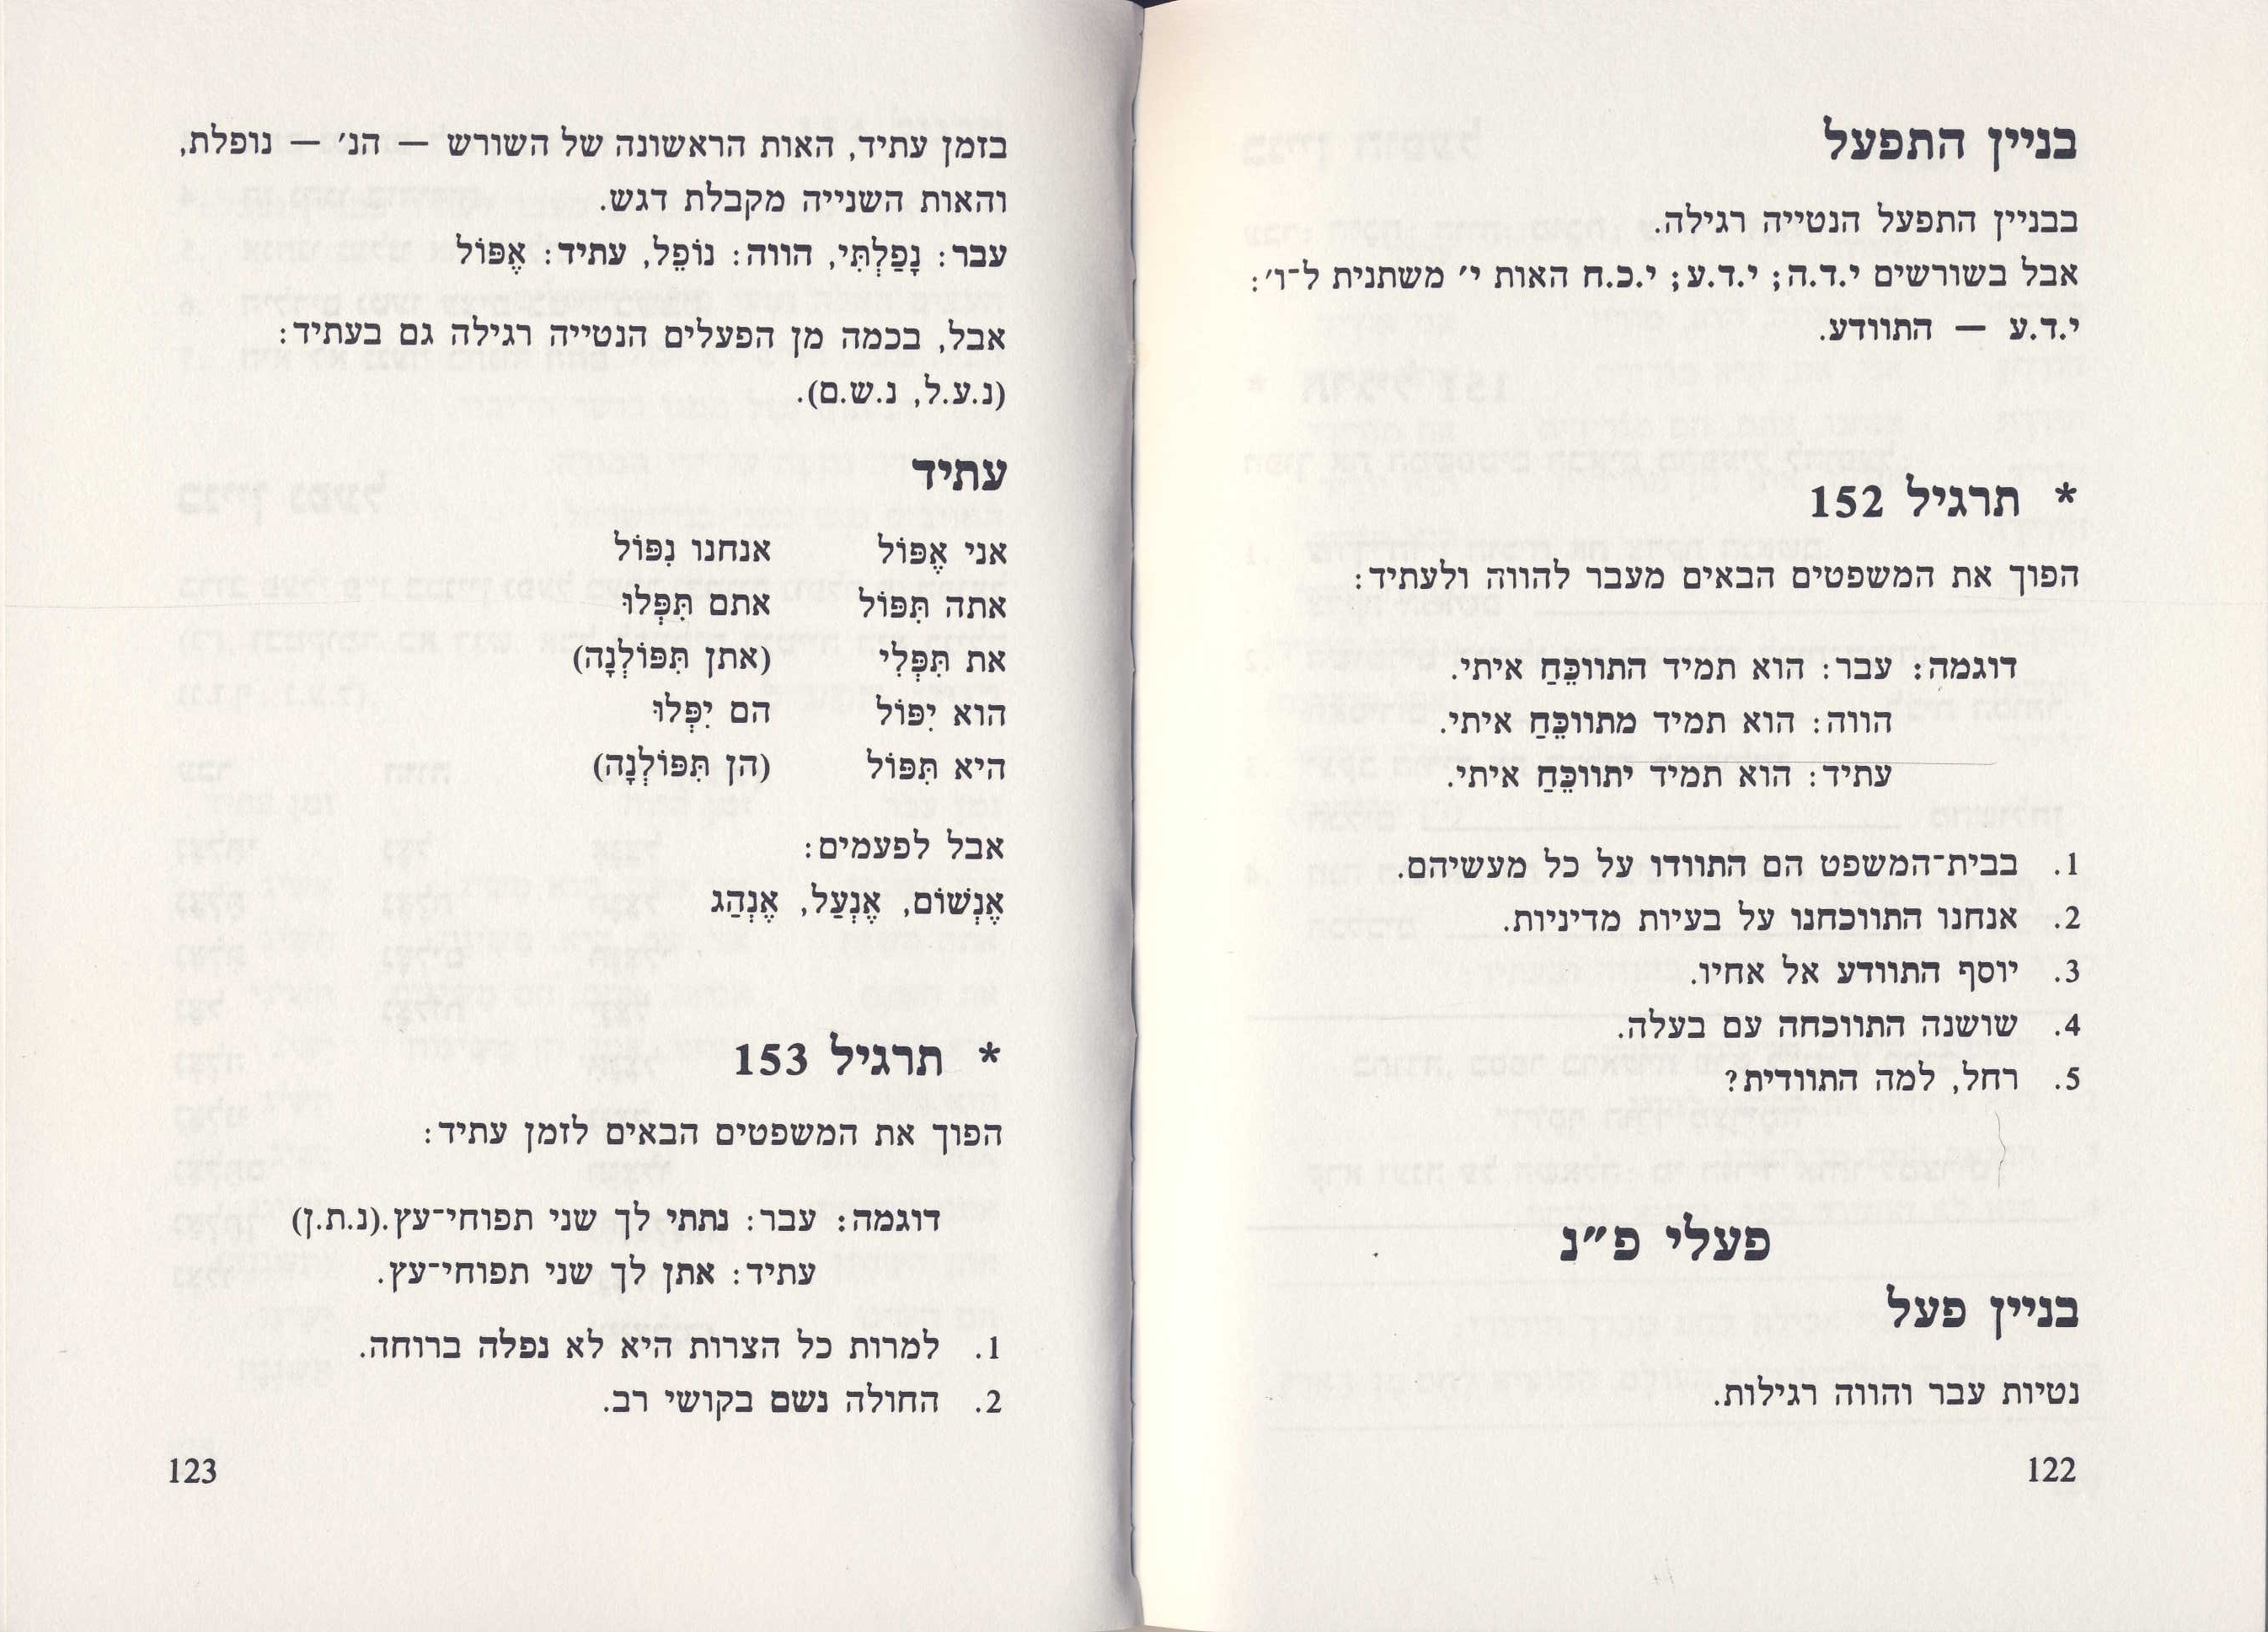 בניין התפעל
בבניין התפעל הנטייה רגילה.
אבל בשורשים י.ד.ה; י.ד.ע; י.כ.ח האות י׳ משתנית ל־ו׳:
י.ד.ע — התוודע.
* תרגיל 152
הפוך את המשפטים הבאים מעבר להווה ולעתיד:
דוגמה: עבר: הוא תמיד התווכֵּחַ איתי.
הווה: הוא תמיד מתווכֵּחַ איתי.
עתיד: הוא תמיד יתווכֵּחַ איתי.
1. בבית־המשפט הם התוודו על כל מעשיהם.
2. אנחנו התווכחנו על בעיות מדיניות.
3. יוסף התוודע אל אחיו.
4. שושנה התווכחה עם בעלה.
5. רחל, למה התוודית?
פעלי פ״נ
בניין פעל
נטיות עבר והווה רגילות.
122
בזמן עתיד, האות הראשונה של השורש — הנ׳ — נופלת,
והאות השנייה מקבלת דגש.
עבר: נָפַלְתִּי, הווה: נוֹפֵל, עתיד: אֶפּוֹל
אבל, בכמה מן הפעלים הנטייה רגילה גם בעתיד:
(נ.ע.ל, נ.ש.ם).
עתיד
אני אֶפּוֹל אנחנו נִפּוֹל
אתה תִּפּוֹל אתם תִּפְּלוּ
את תִּפְּלִי (אתן תִּפּוֹלְנָה)
הוא יִפּוֹל הם יִפְּלוּ
היא תִּפּוֹל (הן תִּפּוֹלְנָה)
אבל לפעמים:
אֶנְשׁוֹם, אֶנְעַל, אֶנְהַג
* תרגיל 153
הפוך את המשפטים הבאים לזמן עתיד:
דוגמה: עבר: נתתי לך שני תפוחי־עץ.(נ.ת.ן)
עתיד: אתן לך שני תפוחי־עץ.
1. למרות כל הצרות היא לא נפלה ברוחה.
2. החולה נשם בקושי רב.
123